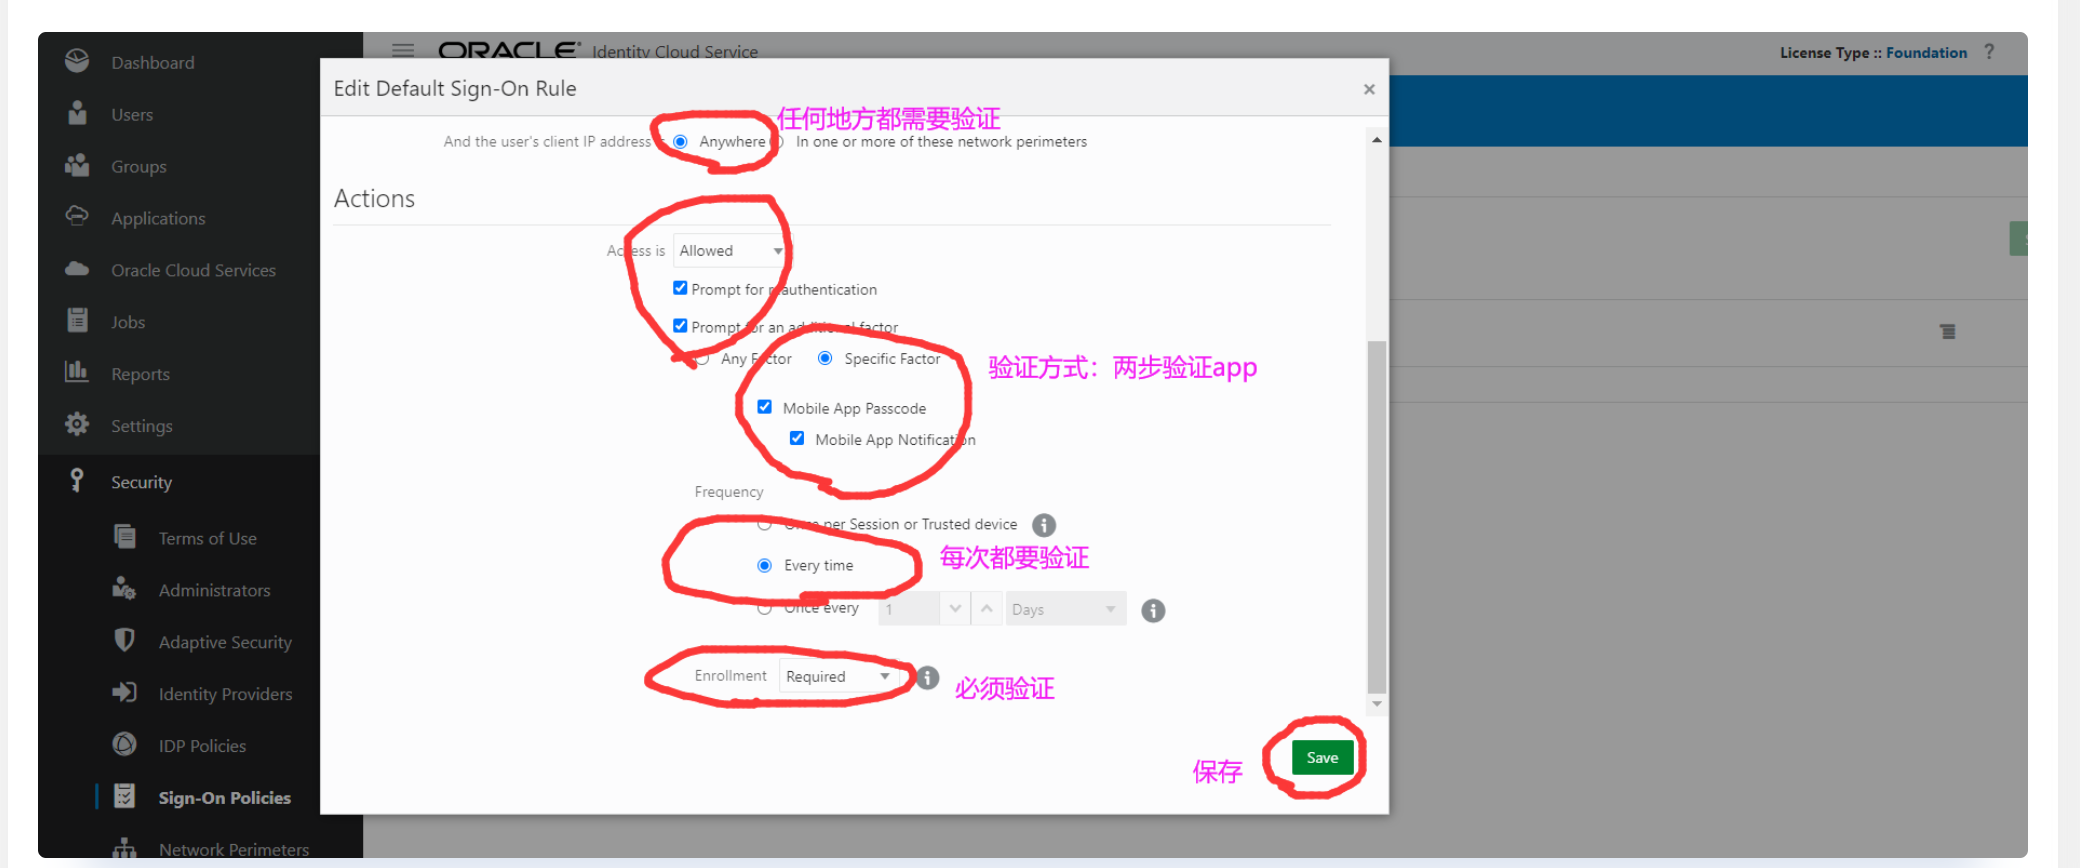 Dashboard
ORACLE Identity Cloud Service
License Type :: Foundation ?
Edit Default Sign-On Rule
×
Users
任何地方都需要验证
And the user's client IP address
Anywhere
In one or more of these network perimeters
Groups
Actions
Applications
Access is
Allowed
Oracle Cloud Services
Prompt for reauthentication
Jobs
Prompt for an additional factor
Any Factor
Specific Factor
验证方式：两步验证app
Reports
Mobile App Passcode
Settings
Mobile App Notification
Security
Frequency
Once per Session or Trusted device
Terms of Use
每次都要验证
Every time
Administrators
Once every
1
Days
Adaptive Security
Enrollment
Required
必须验证
Identity Providers
IDP Policies
Save
保存
Sign-On Policies
Network Perimeters